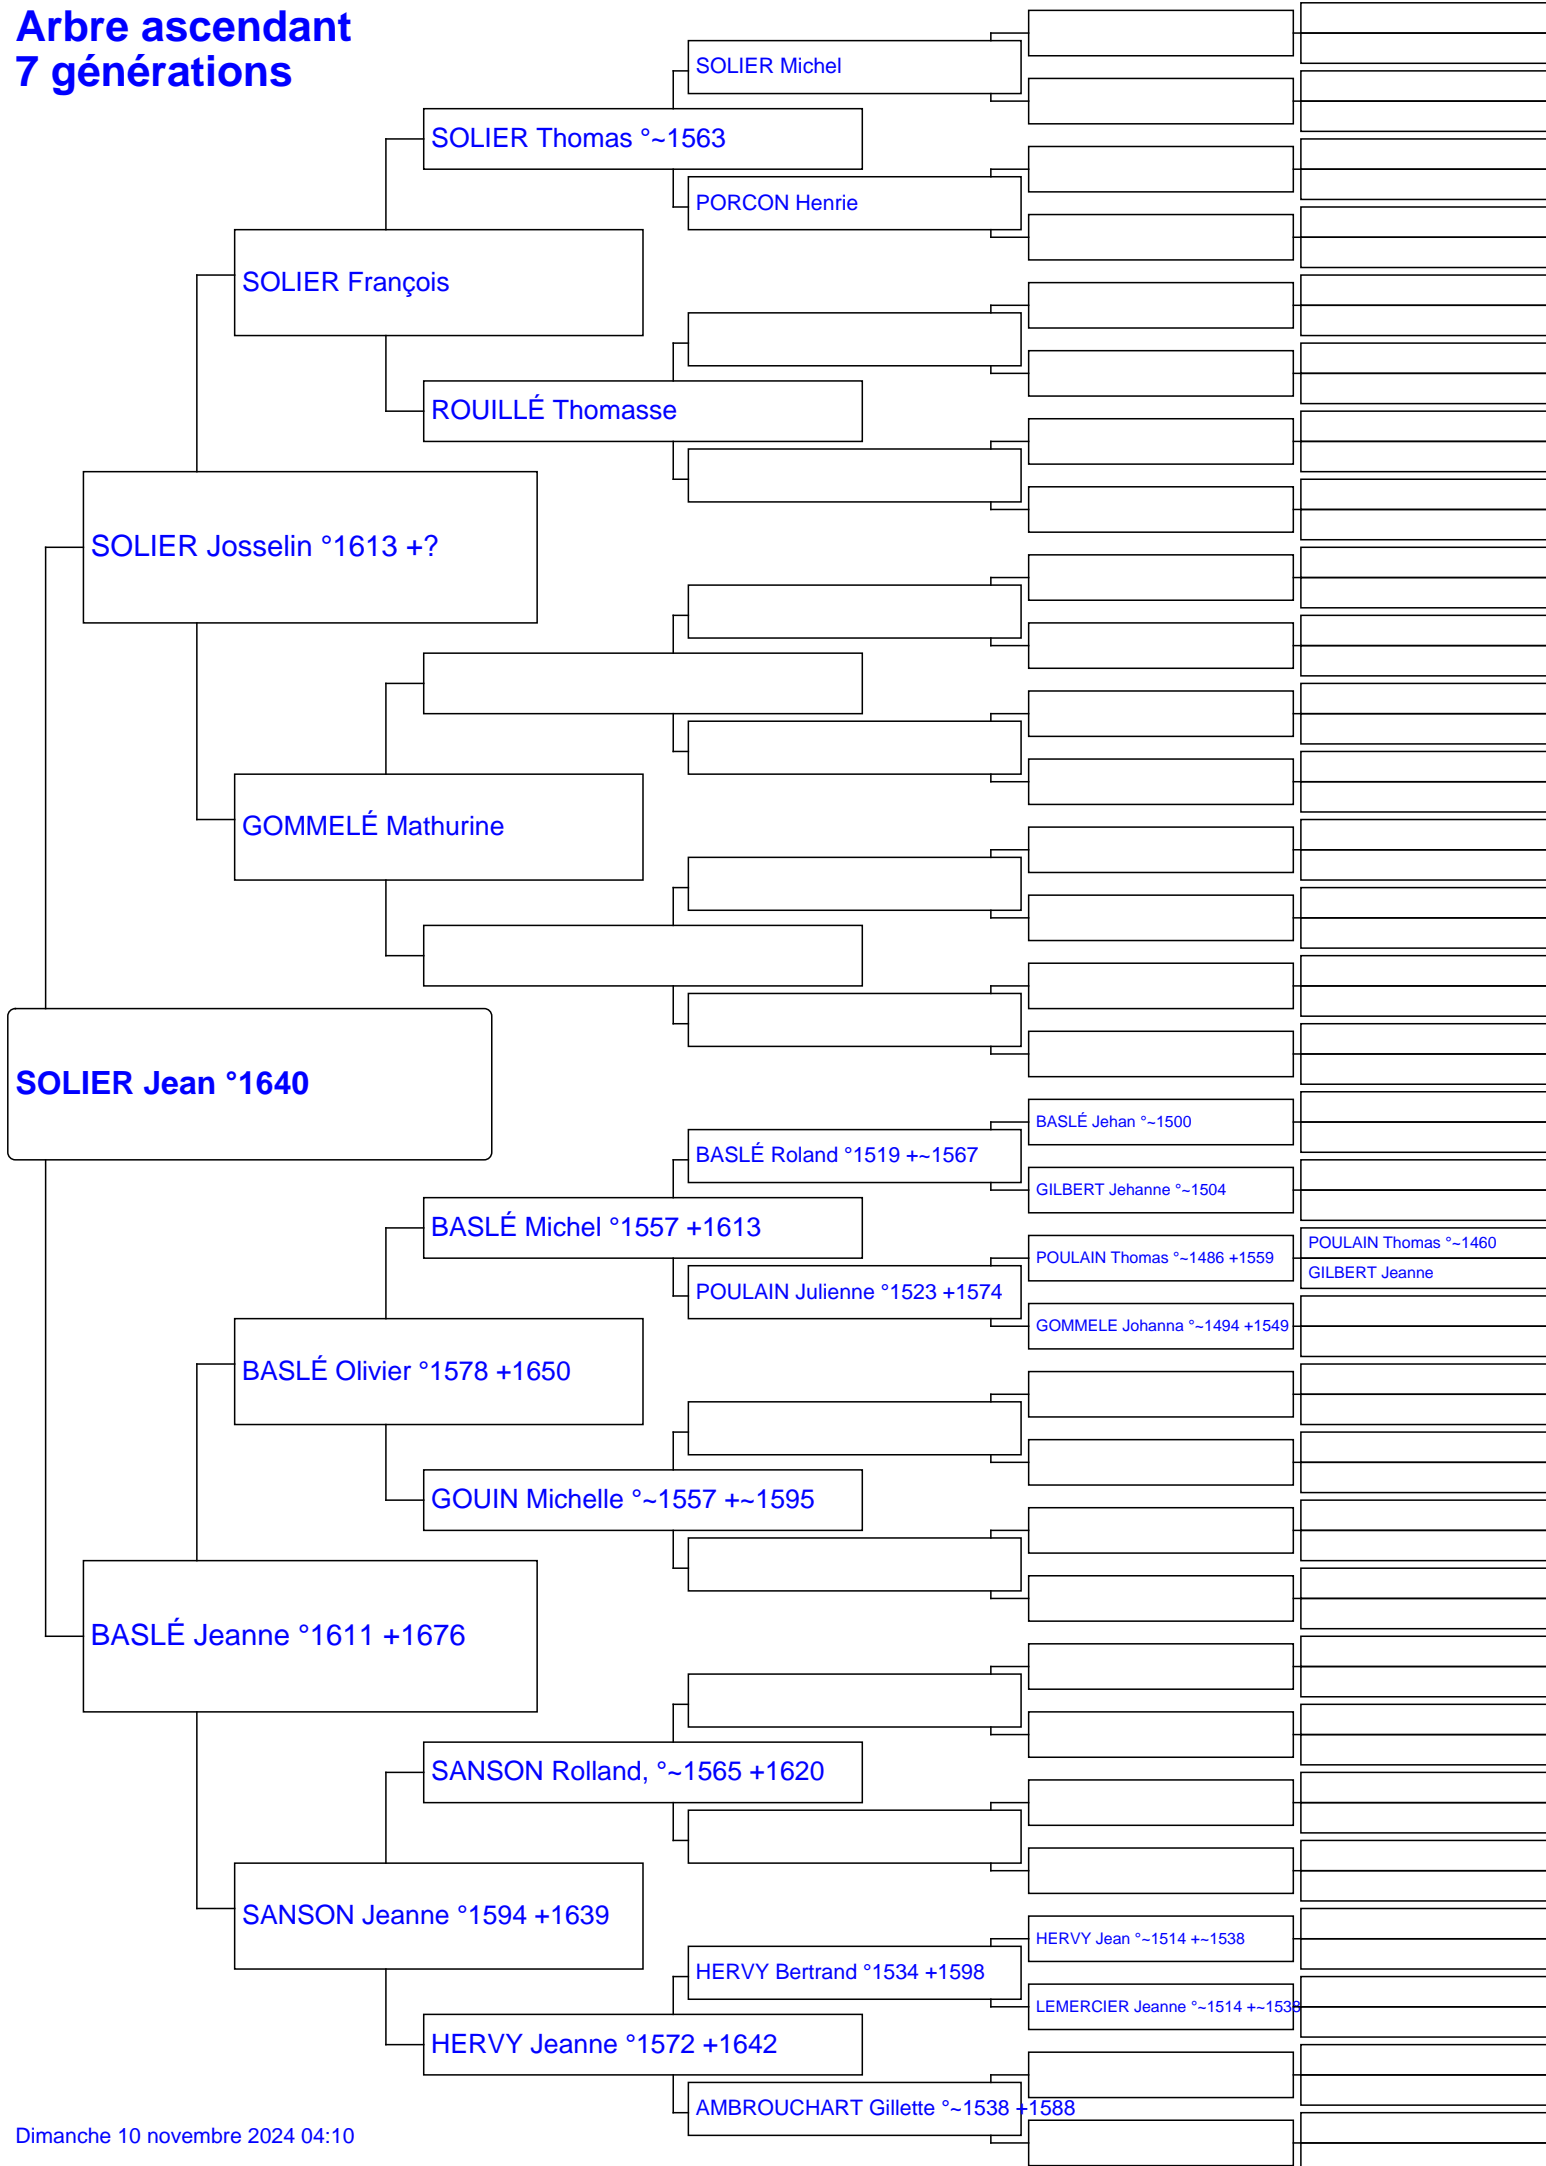 Arbre ascendant
7 générations
SOLIER Michel
SOLIER Thomas °~1563
PORCON Henrie
SOLIER François
ROUILLÉ Thomasse
SOLIER Josselin °1613 +?
GOMMELÉ Mathurine
SOLIER Jean °1640
BASLÉ Jehan °~1500
BASLÉ Roland °1519 +~1567
GILBERT Jehanne °~1504
BASLÉ Michel °1557 +1613
POULAIN Thomas °~1460
POULAIN Thomas °~1486 +1559
GILBERT Jeanne
POULAIN Julienne °1523 +1574
GOMMELE Johanna °~1494 +1549
BASLÉ Olivier °1578 +1650
GOUIN Michelle °~1557 +~1595
BASLÉ Jeanne °1611 +1676
SANSON Rolland, °~1565 +1620
SANSON Jeanne °1594 +1639
HERVY Jean °~1514 +~1538
HERVY Bertrand °1534 +1598
LEMERCIER Jeanne °~1514 +~1538
HERVY Jeanne °1572 +1642
AMBROUCHART Gillette °~1538 +1588
Dimanche 10 novembre 2024 04:10